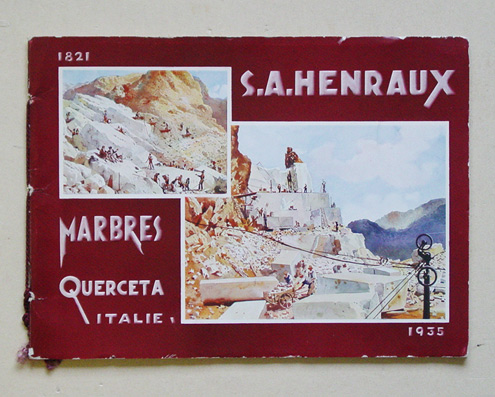 1821
S.A.HENRAUX
MARBRES
QUERCETA
ITALIE,
1935